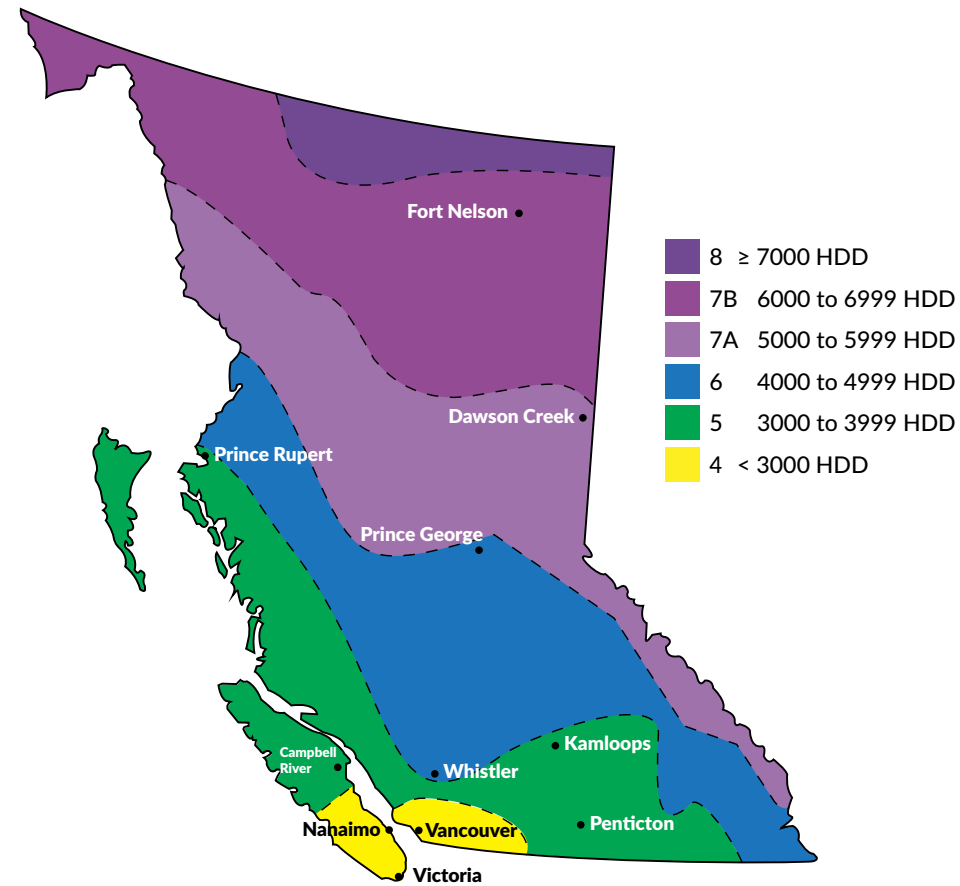 Fort Nelson
8 ≥ 7000 HDD
7B 6000 to 6999 HDD
7A 5000 to 5999 HDD
6 4000 to 4999 HDD
5 3000 to 3999 HDD
4 < 3000 HDD
Dawson Creek
Prince Rupert
Prince George
Kamloops
Campbell
River
Whistler
Penticton
Nanaimo
Vancouver
Victoria